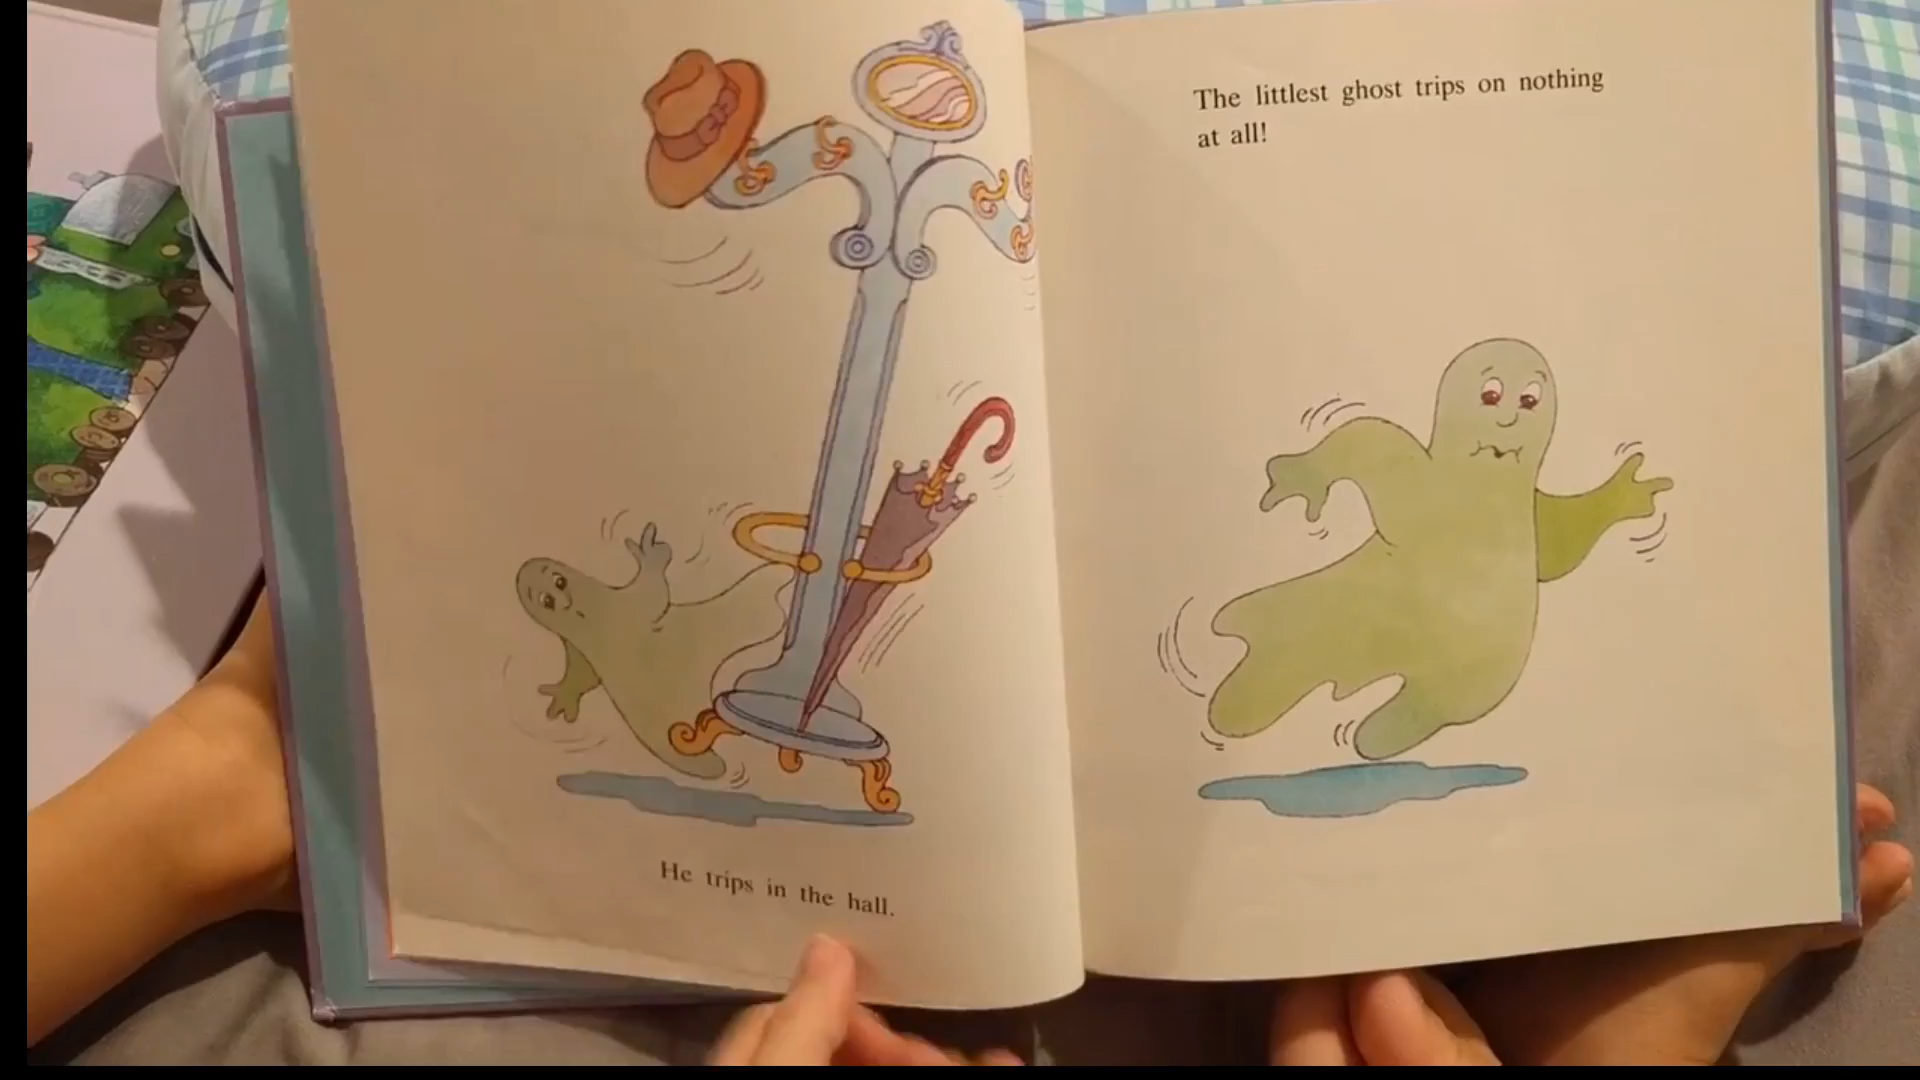 He trips in the hall.
The littlest ghost trips on nothing
at all!